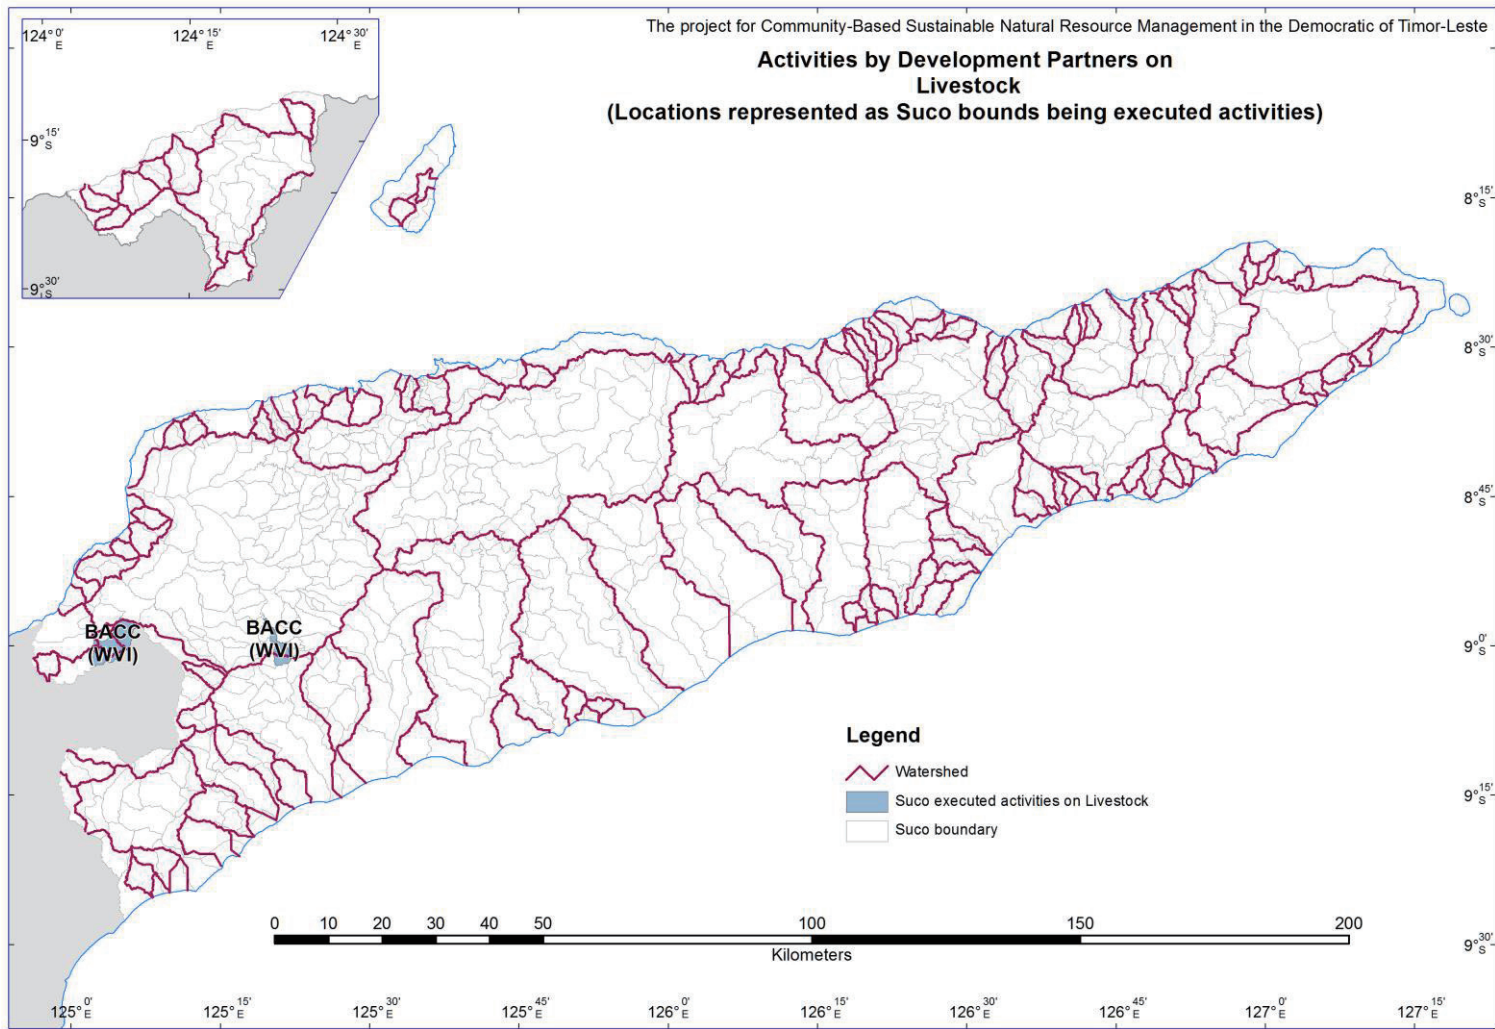 The project for Community-Based Sustainable Natural Resource Management in the Democratic of Timor-Leste
Activities by Development Partners on
Livestock
(Locations represented as Suco bounds being executed activities)
124° 0' E
124° 15' E
124° 30' E
9° 15' S
9° 30' S
8° 15' S
8° 30' S
8° 45' S
9° 0' S
9° 15' S
9° 30' S
BACC
(WVI)
BACC
(WVI)
Legend
Watershed
Suco executed activities on Livestock
Suco boundary
0 10 20 30 40 50 100 150 200
Kilometers
125° 0' E
125° 15' E
125° 30' E
125° 45' E
126° 0' E
126° 15' E
126° 30' E
126° 45' E
127° 0' E
127° 15' E